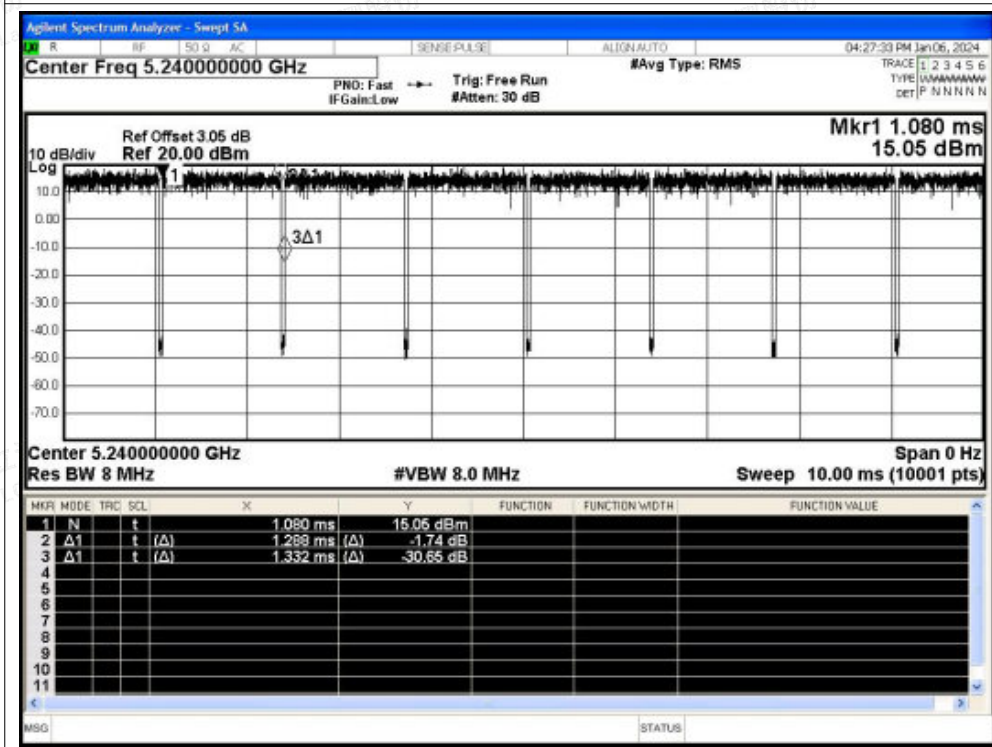 Agilent Spectrum Analyzer - Swept SA
R RF 50 Ω AC SENSE:PULSE ALIGN AUTO 04:27:33 PM Jan 06, 2024
Center Freq 5.240000000 GHz #Avg Type: RMS TRACE 1 2 3 4 5 6
PNO: Fast Trig: Free Run TYPE
IFGain:Low #Atten: 30 dB DET P N N N N N
Mkr1 1.080 ms
Ref Offset 3.05 dB
10 dB/div Ref 20.00 dBm 15.05 dBm
Log
1
10.0
0.00
3Δ1
-10.0
-20.0
-30.0
-40.0
-50.0
-60.0
-70.0
Center 5.240000000 GHz Span 0 Hz
Res BW 8 MHz #VBW 8.0 MHz Sweep 10.00 ms (10001 pts)
MKR MODE TRC SCL X Y FUNCTION FUNCTION WIDTH FUNCTION VALUE
1 N t 1.080 ms 15.05 dBm
2 Δ1 t (Δ) 1.288 ms (Δ) -1.74 dB
3 Δ1 t (Δ) 1.332 ms (Δ) -30.65 dB
4
5
6
7
8
9
10
11
MSG STATUS